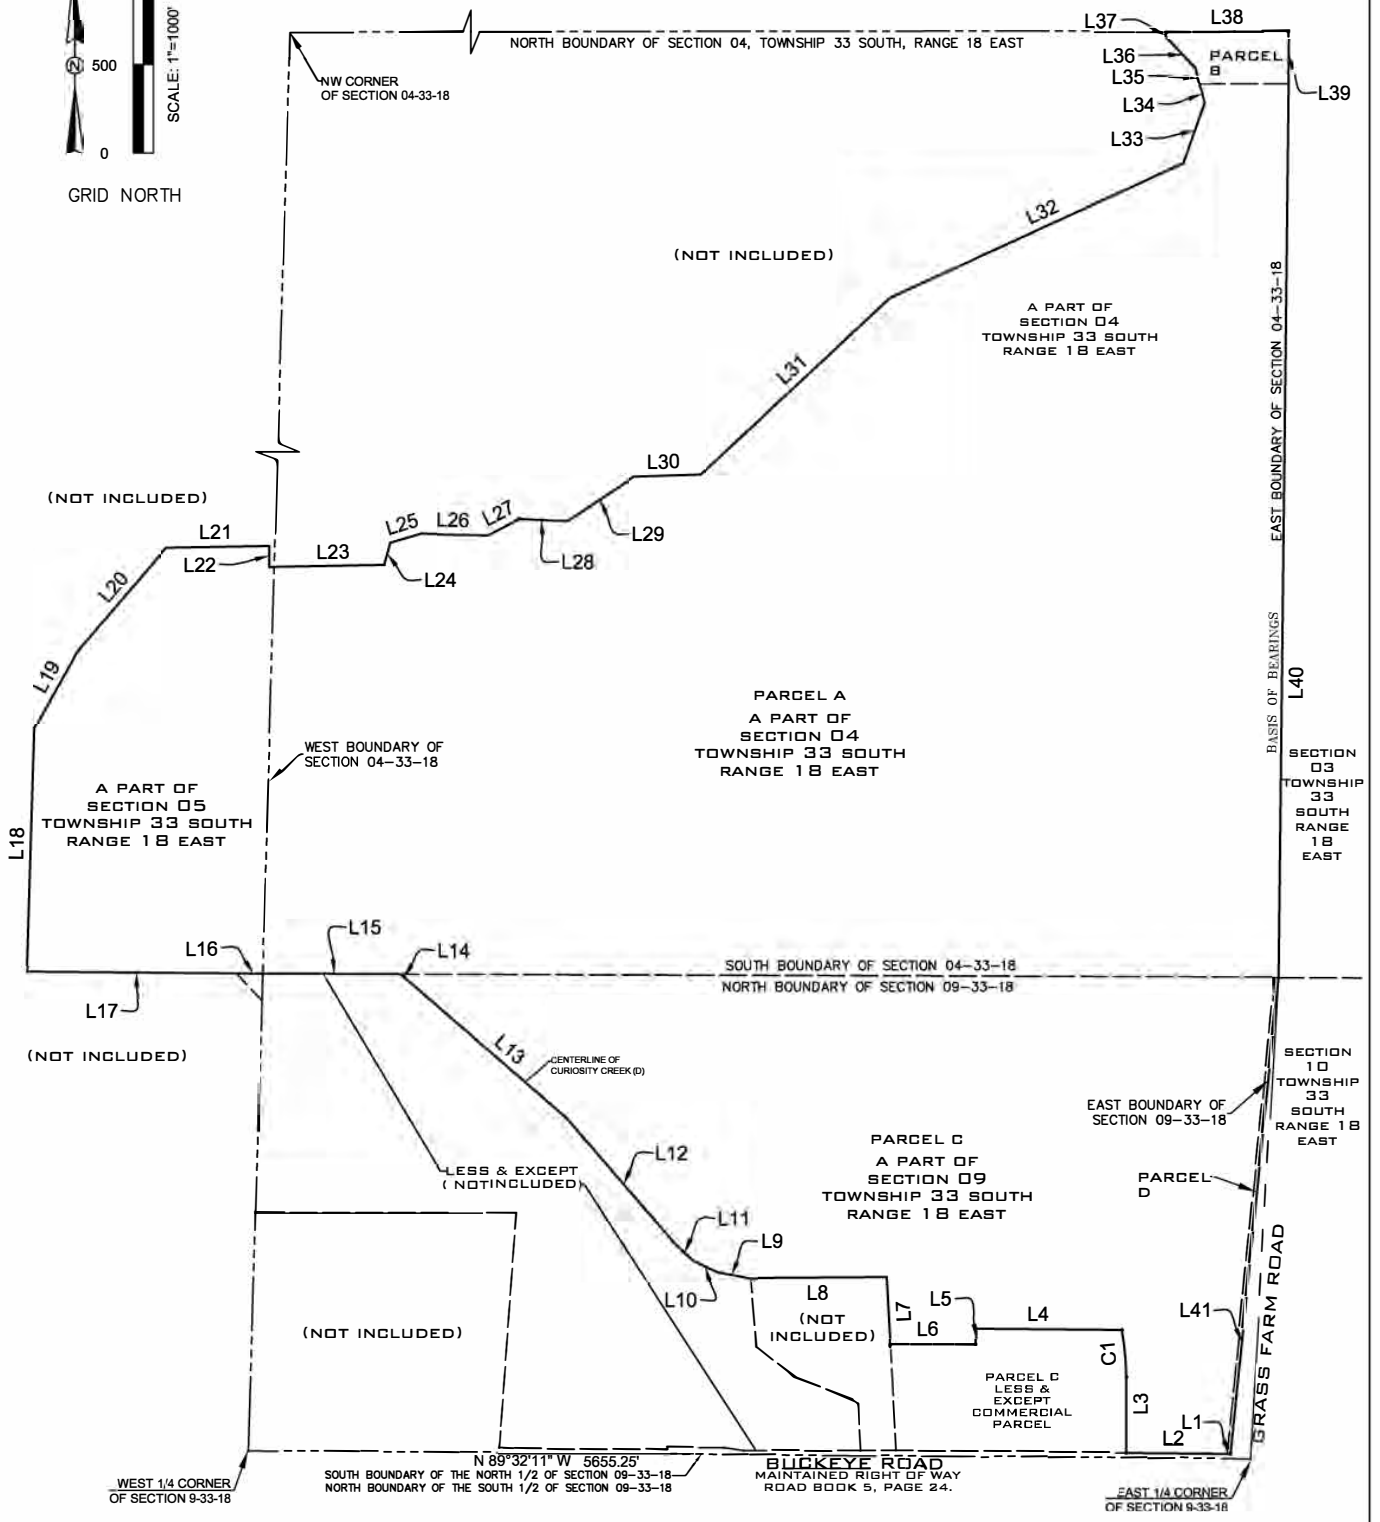 500
0
SCALE: 1"=1000'
GRID NORTH
NW CORNER
OF SECTION 04-33-18
NORTH BOUNDARY OF SECTION 04, TOWNSHIP 33 SOUTH, RANGE 18 EAST
L37
L38
L36
PARCEL
B
L35
L39
L34
L33
L32
(NOT INCLUDED)
A PART OF
SECTION 04
TOWNSHIP 33 SOUTH
RANGE 18 EAST
EAST BOUNDARY OF SECTION 04-33-18
L31
L30
(NOT INCLUDED)
L29
L28
L27
L26
L25
L24
L23
L22
L21
L20
L19
L18
BASIS OF BEARINGS
L40
PARCEL A
A PART OF
SECTION 04
TOWNSHIP 33 SOUTH
RANGE 18 EAST
WEST BOUNDARY OF
SECTION 04-33-18
A PART OF
SECTION 05
TOWNSHIP 33 SOUTH
RANGE 18 EAST
SECTION
03
TOWNSHIP
33
SOUTH
RANGE
18
EAST
L16
L15
L14
SOUTH BOUNDARY OF SECTION 04-33-18
NORTH BOUNDARY OF SECTION 09-33-18
L17
(NOT INCLUDED)
L13
CENTERLINE OF
CURIOSITY CREEK (D)
SECTION
10
TOWNSHIP
33
SOUTH
RANGE 18
EAST
EAST BOUNDARY OF
SECTION 09-33-18
L12
LESS & EXCEPT
( NOTINCLUDED)
PARCEL C
A PART OF
SECTION 09
TOWNSHIP 33 SOUTH
RANGE 18 EAST
PARCEL
D
L11
L9
L10
L8
(NOT
INCLUDED)
L7
L5
L6
L4
L41
GRASS FARM ROAD
(NOT INCLUDED)
C1
PARCEL C
LESS &
EXCEPT
COMMERCIAL
PARCEL
L3
L1
L2
N 89°32'11" W 5655.25'
SOUTH BOUNDARY OF THE NORTH 1/2 OF SECTION 09-33-18
NORTH BOUNDARY OF THE SOUTH 1/2 OF SECTION 09-33-18
BUCKEYE ROAD
MAINTAINED RIGHT OF WAY
ROAD BOOK 5, PAGE 24.
WEST 1/4 CORNER
OF SECTION 9-33-18
EAST 1/4 CORNER
OF SECTION 9-33-18